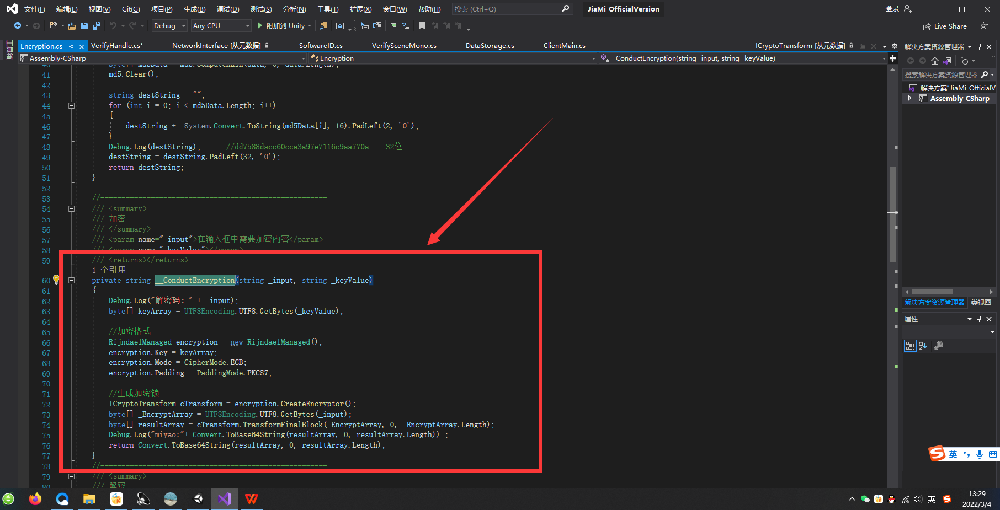 文件(F) 编辑(E) 视图(V) Git(G) 项目(P) 生成(B) 调试(D) 测试(S) 分析(N) 工具(T) 扩展(X) 窗口(W) 帮助(H) 搜索 (Ctrl+Q) JiaMi_OfficialVersion 登录
Debug Any CPU 附加到 Unity Live Share
工具箱
Encryption.cs VerifyHandle.cs* NetworkInterface [从元数据] SoftwareID.cs VerifySceneMono.cs DataStorage.cs ClientMain.cs ICryptoTransform [从元数据]
Assembly-CSharp Encryption __ConductEncryption(string _input, string _keyValue)
40 byte[] md5Data = md5.ComputeHash(data, 0, data.Length);
41 md5.Clear();
42
43 string destString = "";
44 for (int i = 0; i < md5Data.Length; i++)
45 {
46 destString += System.Convert.ToString(md5Data[i], 16).PadLeft(2, '0');
47 }
48 Debug.Log(destString); //dd7588dacc60cca3a97e7116c9aa770a 32位
49 destString = destString.PadLeft(32, '0');
50 return destString;
51 }
52
53 //------------------------------------------------------
54 /// <summary>
55 /// 加密
56 /// </summary>
57 /// <param name="_input">在输入框中需要加密内容</param>
58 /// <param name="_keyValue"></param>
59 /// <returns></returns>
1 个引用
60 private string __ConductEncryption(string _input, string _keyValue)
61 {
62 Debug.Log("解密码：" + _input);
63 byte[] keyArray = UTF8Encoding.UTF8.GetBytes(_keyValue);
64
65 //加密格式
66 RijndaelManaged encryption = new RijndaelManaged();
67 encryption.Key = keyArray;
68 encryption.Mode = CipherMode.ECB;
69 encryption.Padding = PaddingMode.PKCS7;
70
71 //生成加密锁
72 ICryptoTransform cTransform = encryption.CreateEncryptor();
73 byte[] _EncryptArray = UTF8Encoding.UTF8.GetBytes(_input);
74 byte[] resultArray = cTransform.TransformFinalBlock(_EncryptArray, 0, _EncryptArray.Length);
75 Debug.Log("miyao:"+ Convert.ToBase64String(resultArray, 0, resultArray.Length)) ;
76 return Convert.ToBase64String(resultArray, 0, resultArray.Length);
77 }
78 //------------------------------------------------------
79 /// <summary>
80 /// 解密
解决方案资源管理器
搜索解决方案资源管理器
解决方案"JiaMi_OfficialV
Assembly-CSharp
解决方案资源管理器 类视图
属性
英
英
13:29
2022/3/4